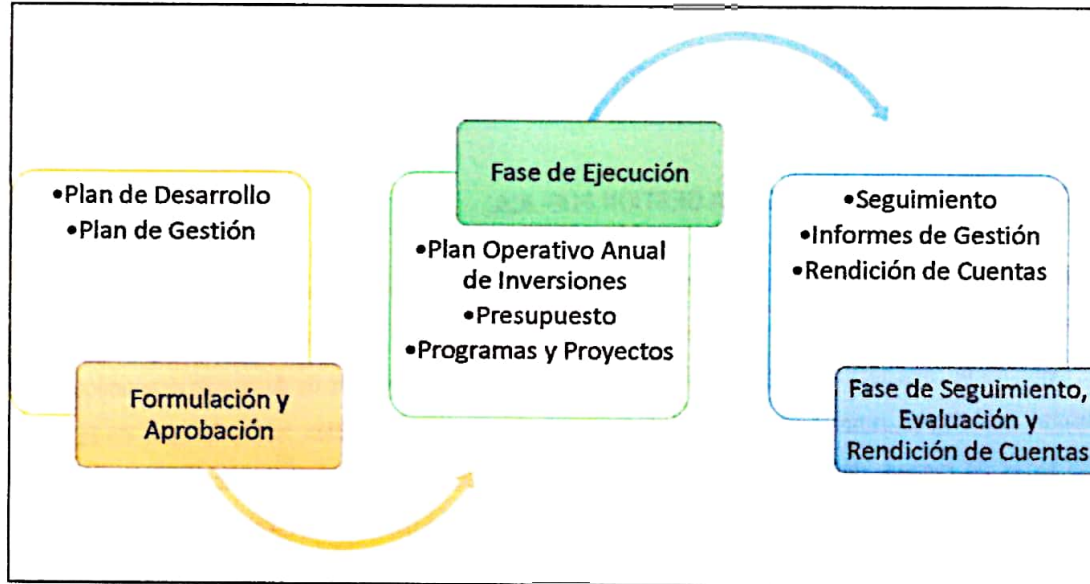 •Plan de Desarrollo
•Plan de Gestión
Formulación y
Aprobación
Fase de Ejecución
•Plan Operativo Anual
de Inversiones
•Presupuesto
•Programas y Proyectos
•Seguimiento
•Informes de Gestión
•Rendición de Cuentas
Fase de Seguimiento,
Evaluación y
Rendición de Cuentas